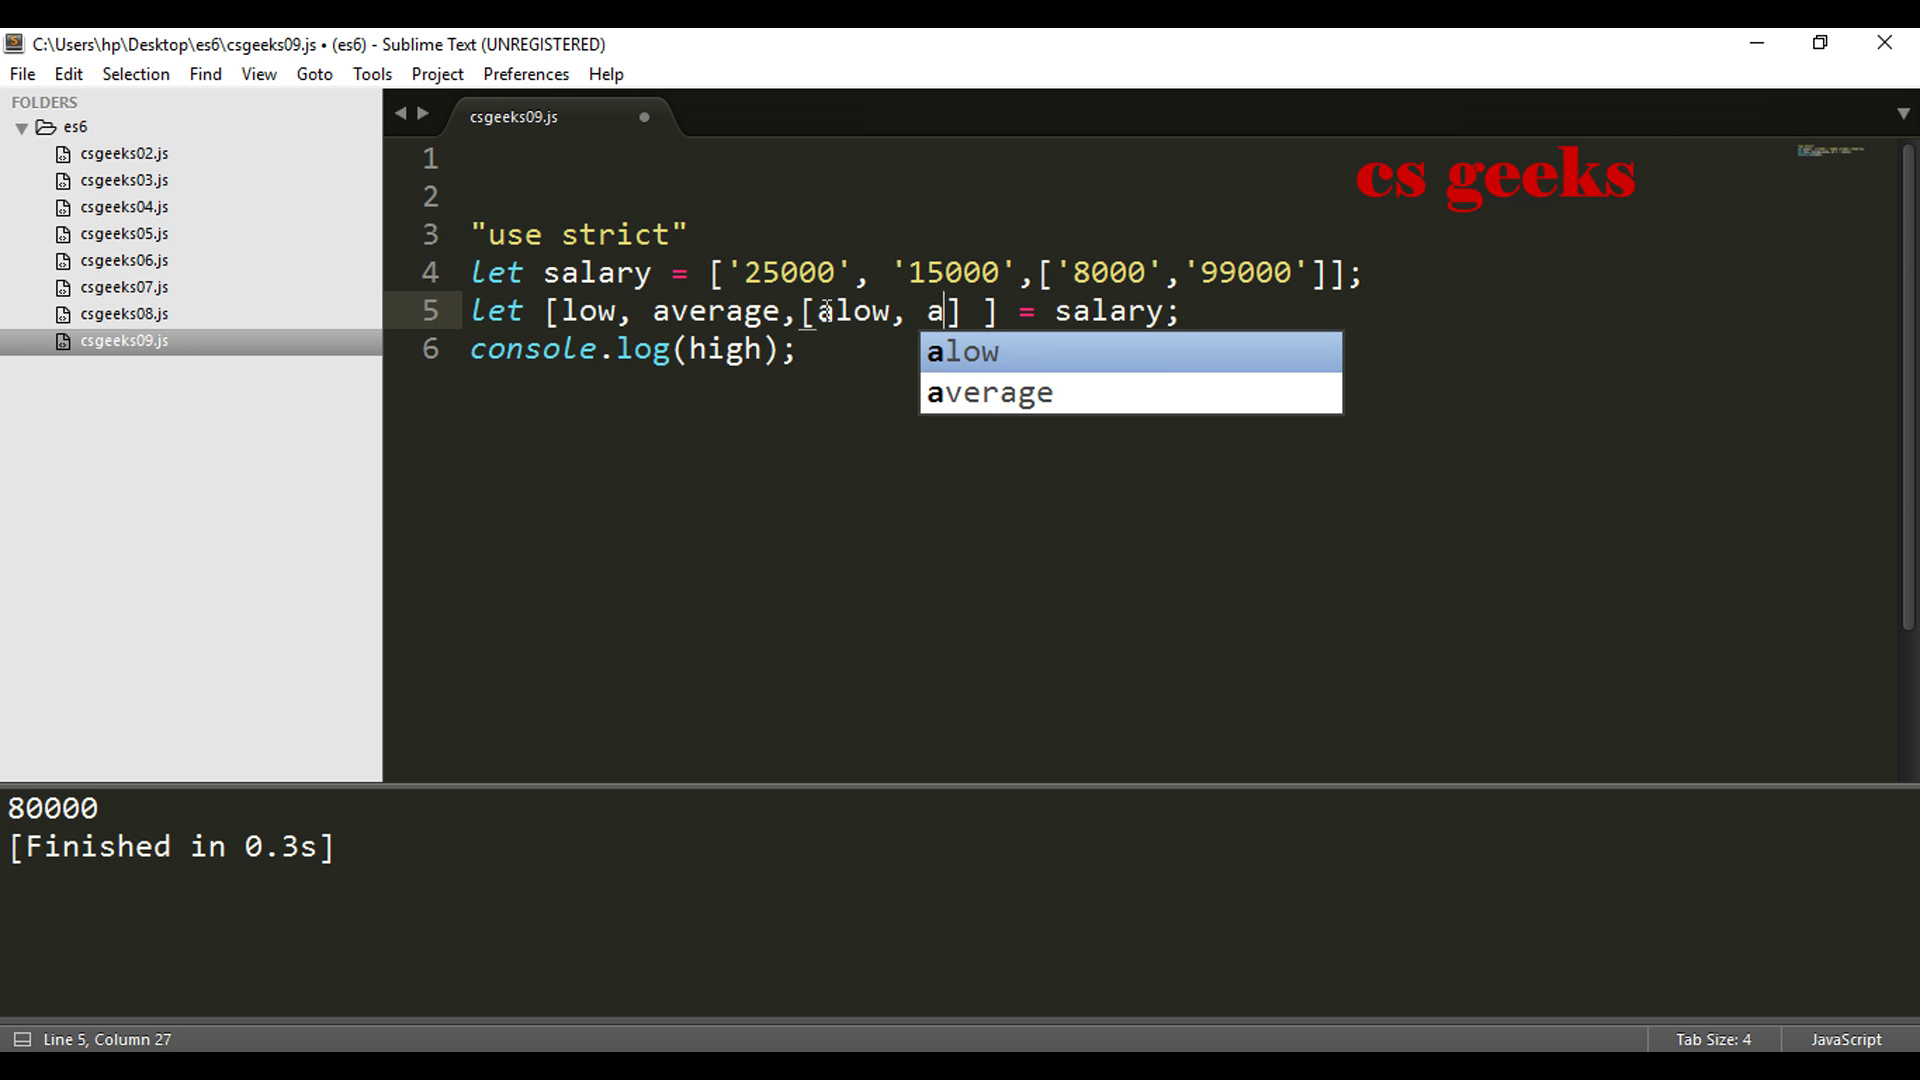 C:\Users\hp\Desktop\es6\csgeeks09.js • (es6) - Sublime Text (UNREGISTERED)
File Edit Selection Find View Goto Tools Project Preferences Help
FOLDERS
es6
csgeeks02.js
csgeeks03.js
csgeeks04.js
csgeeks05.js
csgeeks06.js
csgeeks07.js
csgeeks08.js
csgeeks09.js
csgeeks09.js
cs geeks
1
2
3 "use strict"
4 let salary = ['25000', '15000',['8000','99000']];
5 let [low, average,[alow, a] ] = salary;
6 console.log(high);
alow
average
80000
[Finished in 0.3s]
Line 5, Column 27
Tab Size: 4
JavaScript